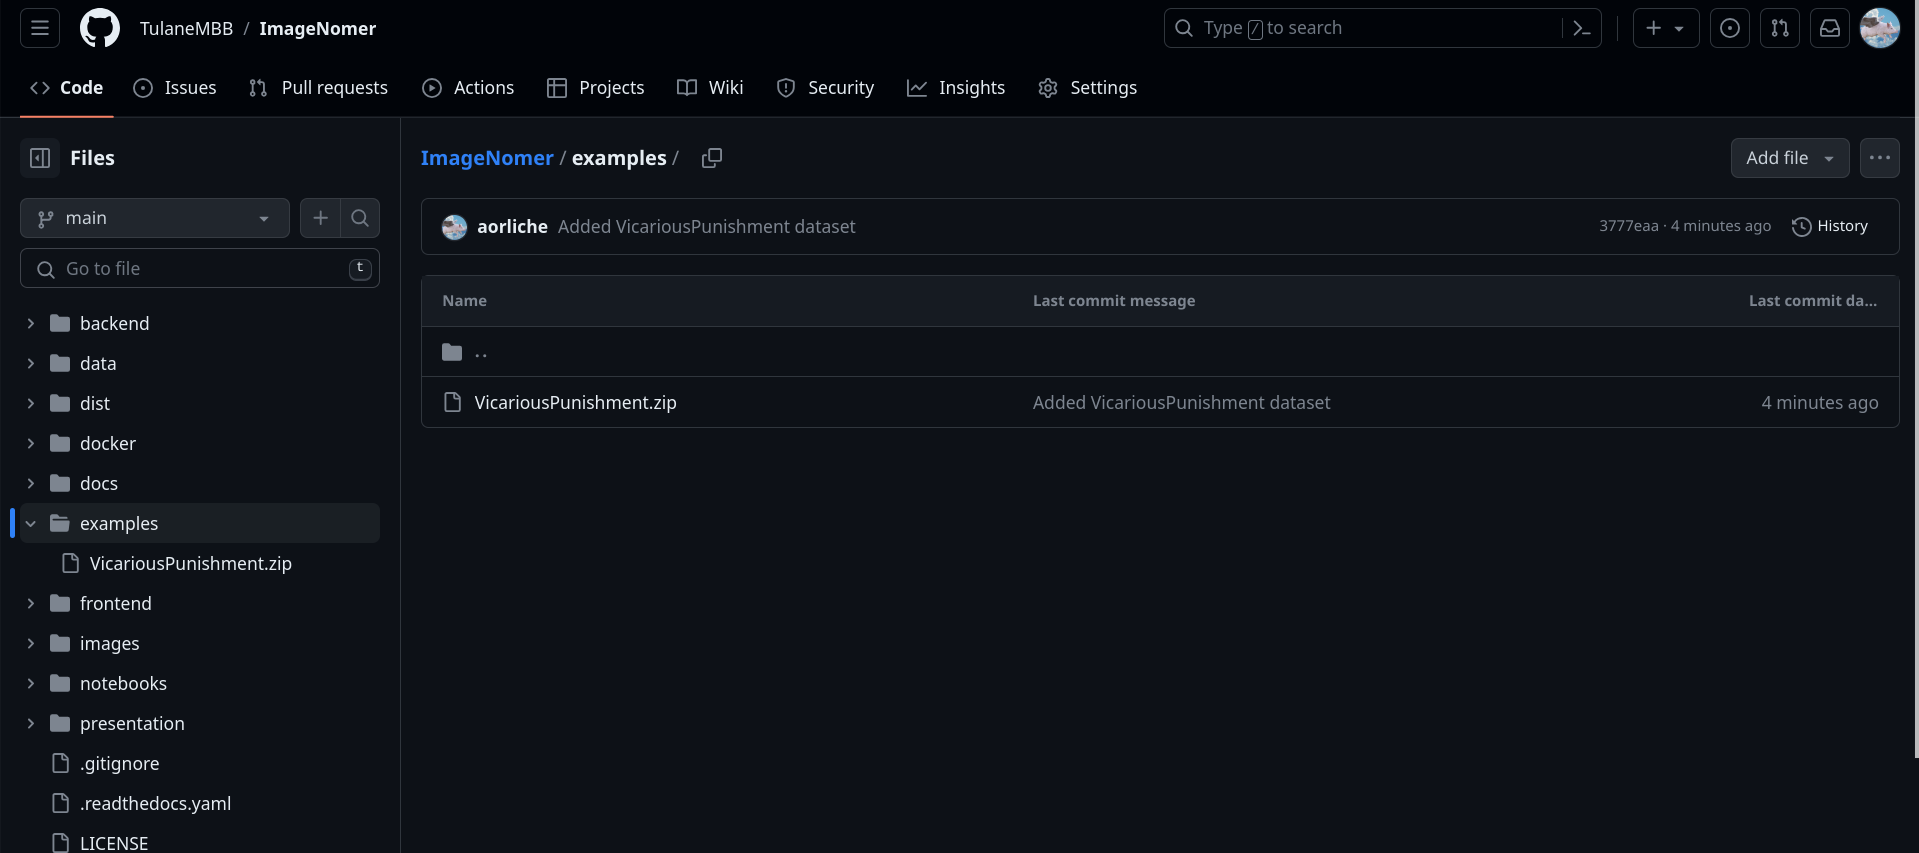 TulaneMBB / ImageNomer
Type / to search
Code Issues Pull requests Actions Projects Wiki Security Insights Settings
Files
main
Go to file t
backend
data
dist
docker
docs
examples
VicariousPunishment.zip
frontend
images
notebooks
presentation
.gitignore
.readthedocs.yaml
LICENSE
ImageNomer / examples /
Add file
aorliche Added VicariousPunishment dataset
3777eaa · 4 minutes ago History
Name Last commit message Last commit da...
..
VicariousPunishment.zip Added VicariousPunishment dataset 4 minutes ago